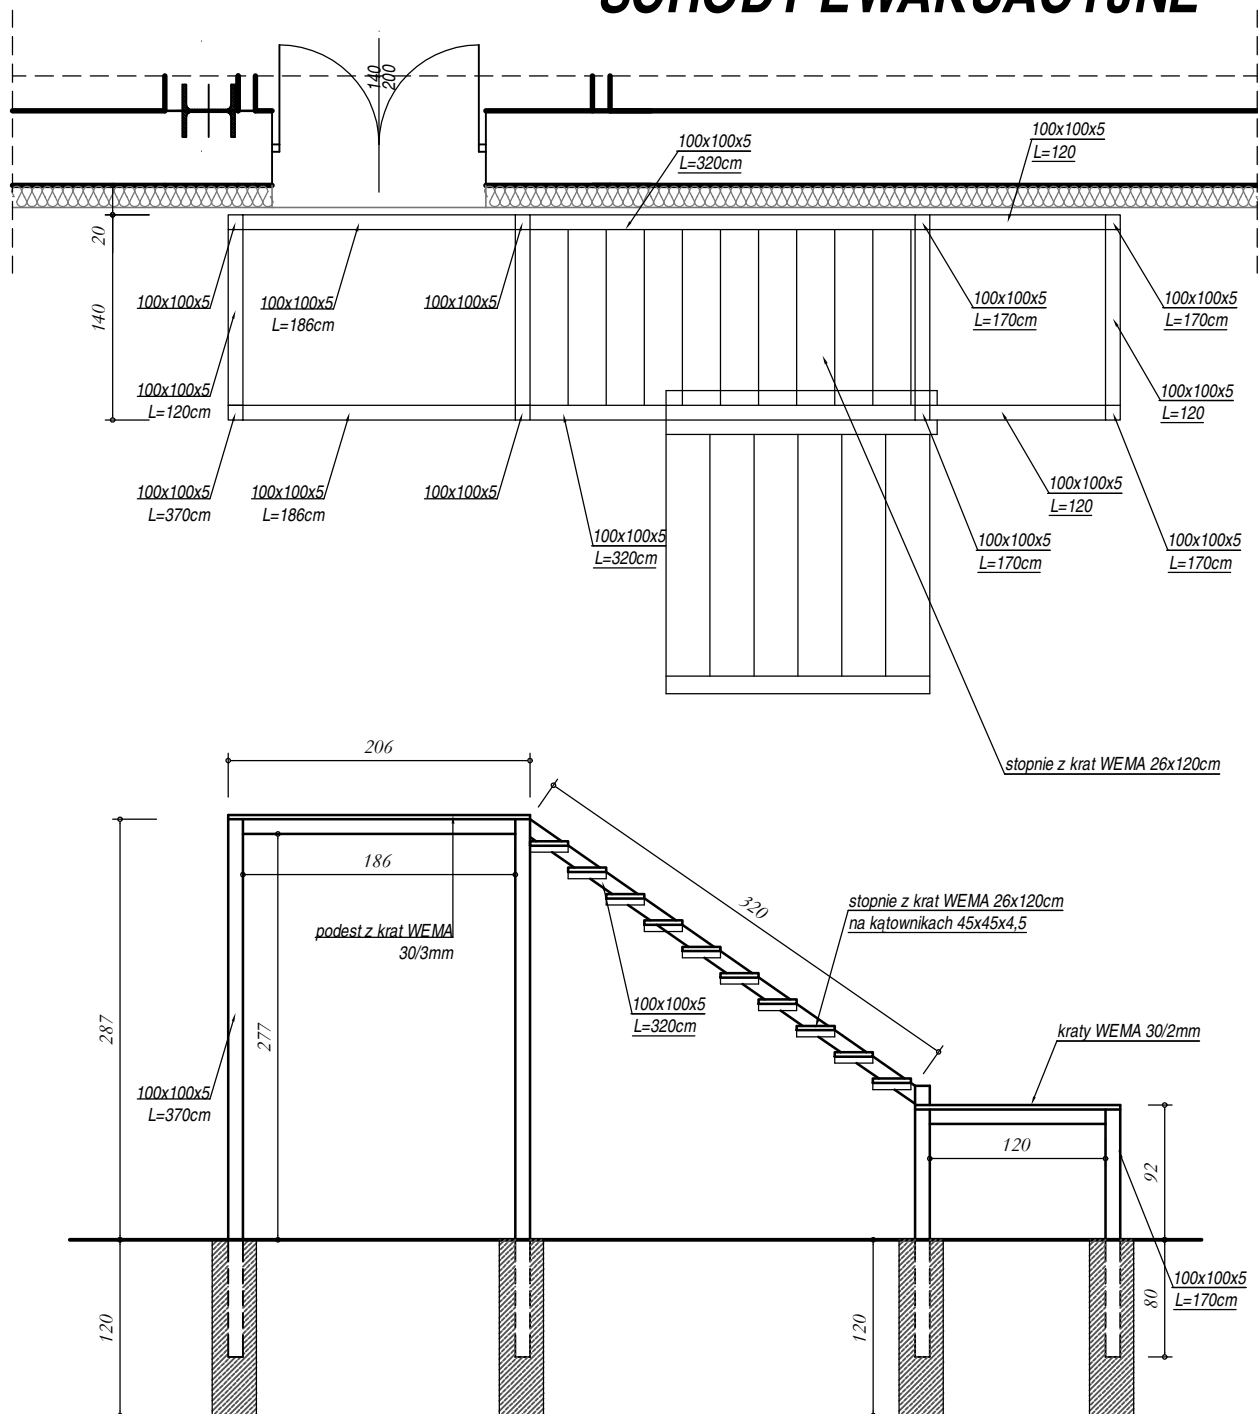 SCHODY EWAKUACYJNE
140
200
100x100x5
L=320cm
100x100x5
L=120
20
140
100x100x5
100x100x5
L=186cm
100x100x5
100x100x5
L=170cm
100x100x5
L=170cm
100x100x5
L=120cm
100x100x5
L=120
100x100x5
L=370cm
100x100x5
L=186cm
100x100x5
100x100x5
L=120
100x100x5
L=320cm
100x100x5
L=170cm
100x100x5
L=170cm
stopnie z krat WEMA 26x120cm
206
186
320
podest z krat WEMA
30/3mm
stopnie z krat WEMA 26x120cm
na kątownikach 45x45x4,5
100x100x5
L=320cm
287
277
kraty WEMA 30/2mm
100x100x5
L=370cm
120
92
100x100x5
L=170cm
80
120
120